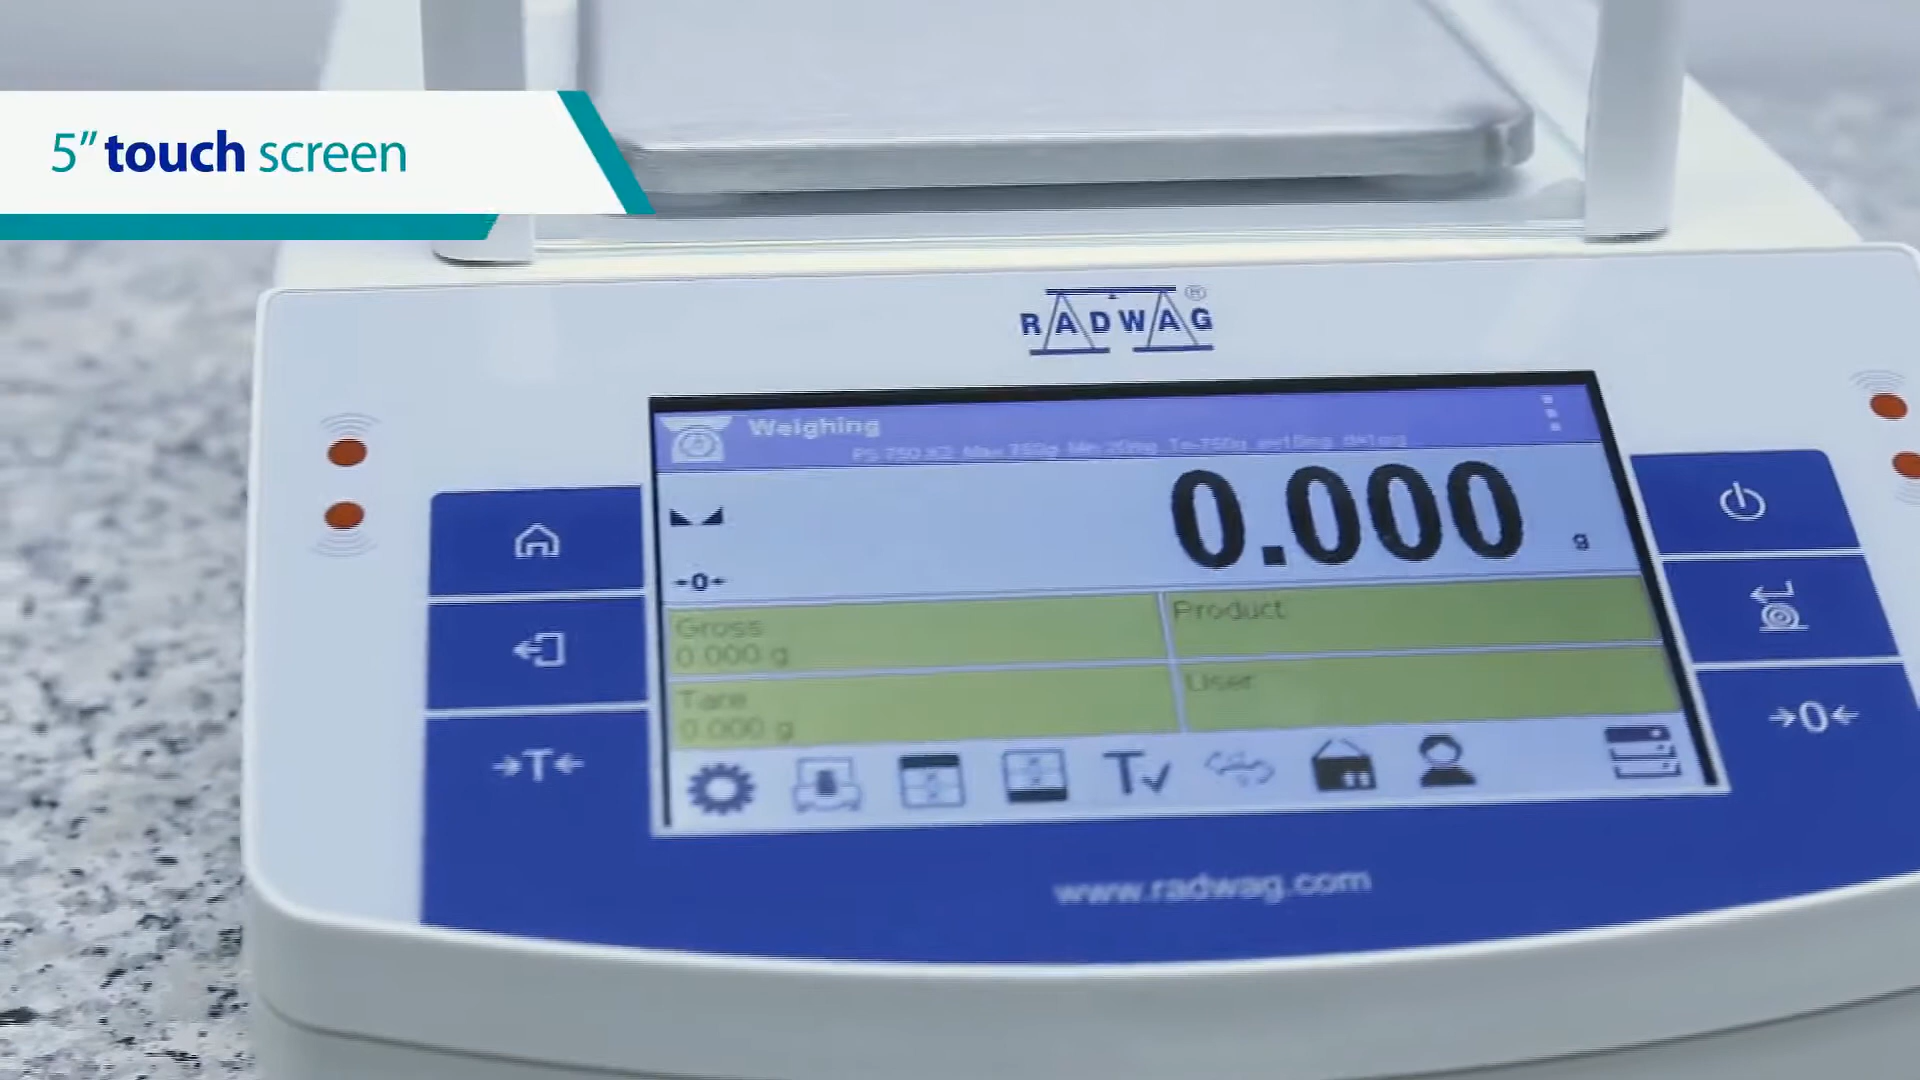 5” touch screen
RADWAG®
Weighing
0.000
g
→0←
Gross
0.000 g
Product
Tare
0.000 g
User
→T←
→0←
www.radwag.com